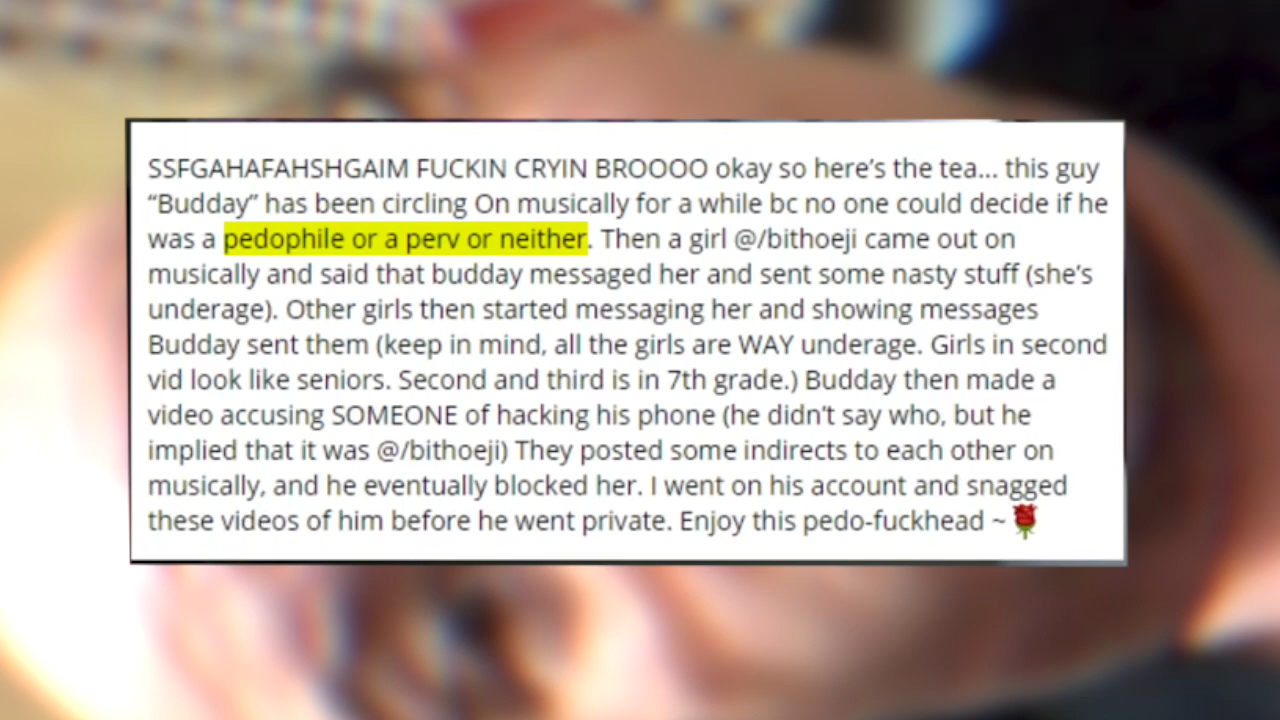 SSFGAHAFAHSHGAIM FUCKIN CRYIN BROOOO okay so here’s the tea... this guy
“Budday” has been circling On musically for a while bc no one could decide if he
was a pedophile or a perv or neither. Then a girl @/bithoeji came out on
musically and said that budday messaged her and sent some nasty stuff (she’s
underage). Other girls then started messaging her and showing messages
Budday sent them (keep in mind, all the girls are WAY underage. Girls in second
vid look like seniors. Second and third is in 7th grade.) Budday then made a
video accusing SOMEONE of hacking his phone (he didn’t say who, but he
implied that it was @/bithoeji) They posted some indirects to each other on
musically, and he eventually blocked her. I went on his account and snagged
these videos of him before he went private. Enjoy this pedo-fuckhead ~🌹